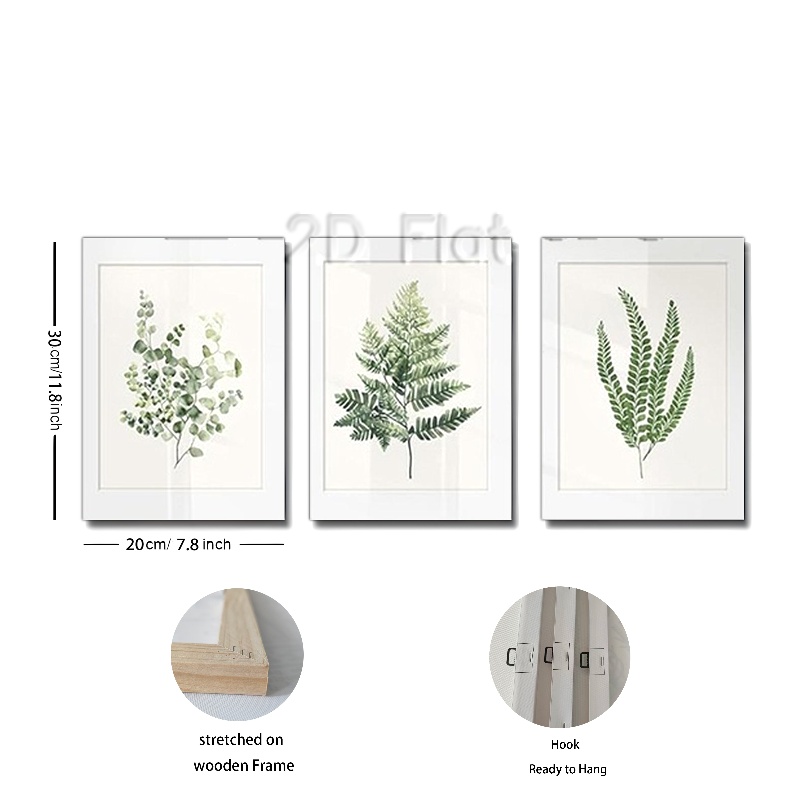 2D Flat
30cm/11.8inch
20cm/ 7.8 inch
stretched on
wooden Frame
Hook
Ready to Hang